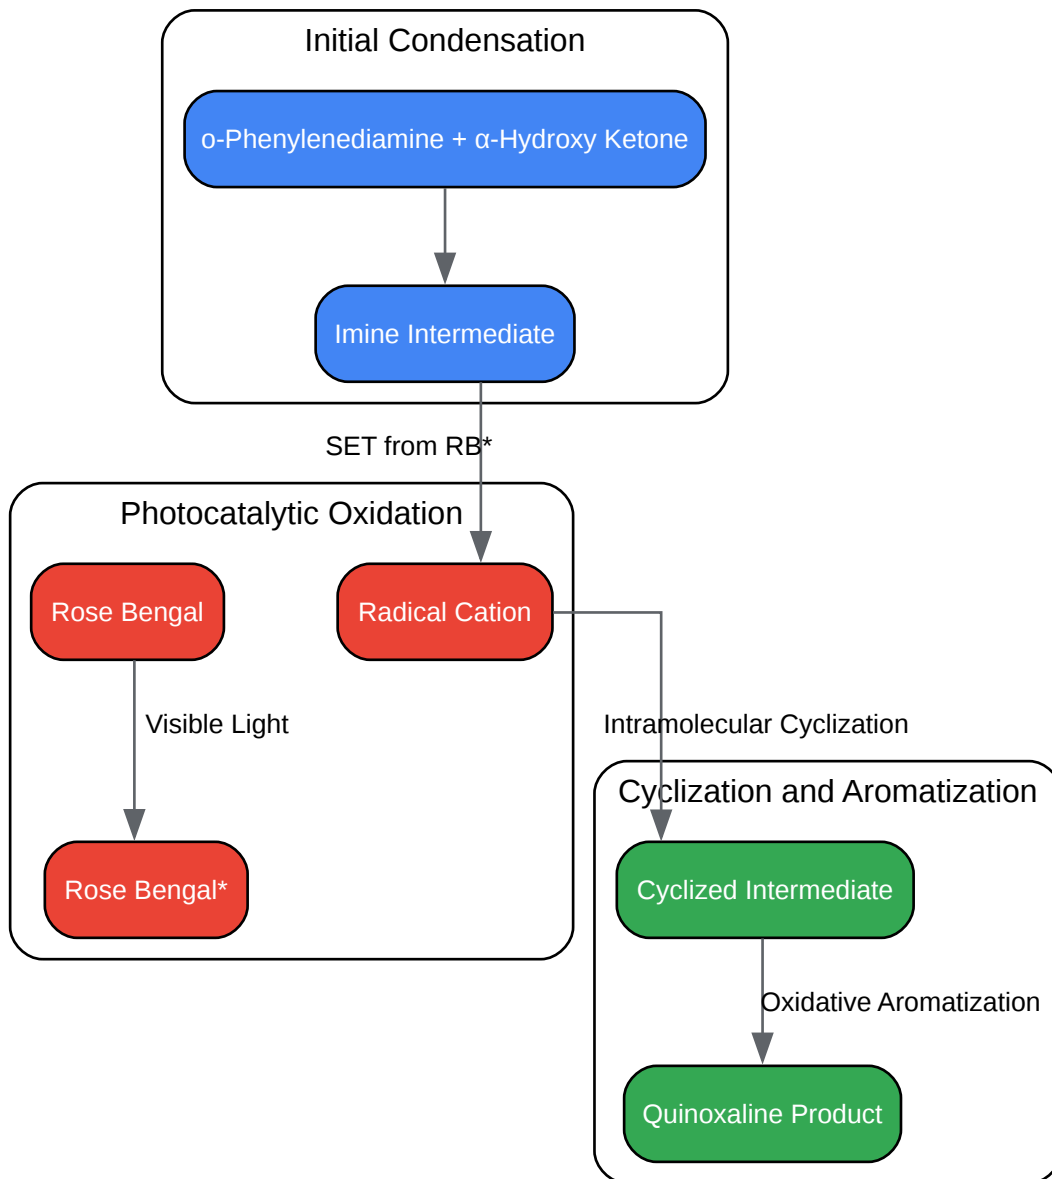 Initial Condensation
o-Phenylenediamine + α-Hydroxy Ketone
Imine Intermediate
SET from RB*
Photocatalytic Oxidation
Rose Bengal
Radical Cation
Visible Light
Intramolecular Cyclization
Cyclization and Aromatization
Rose Bengal*
Cyclized Intermediate
Oxidative Aromatization
Quinoxaline Product